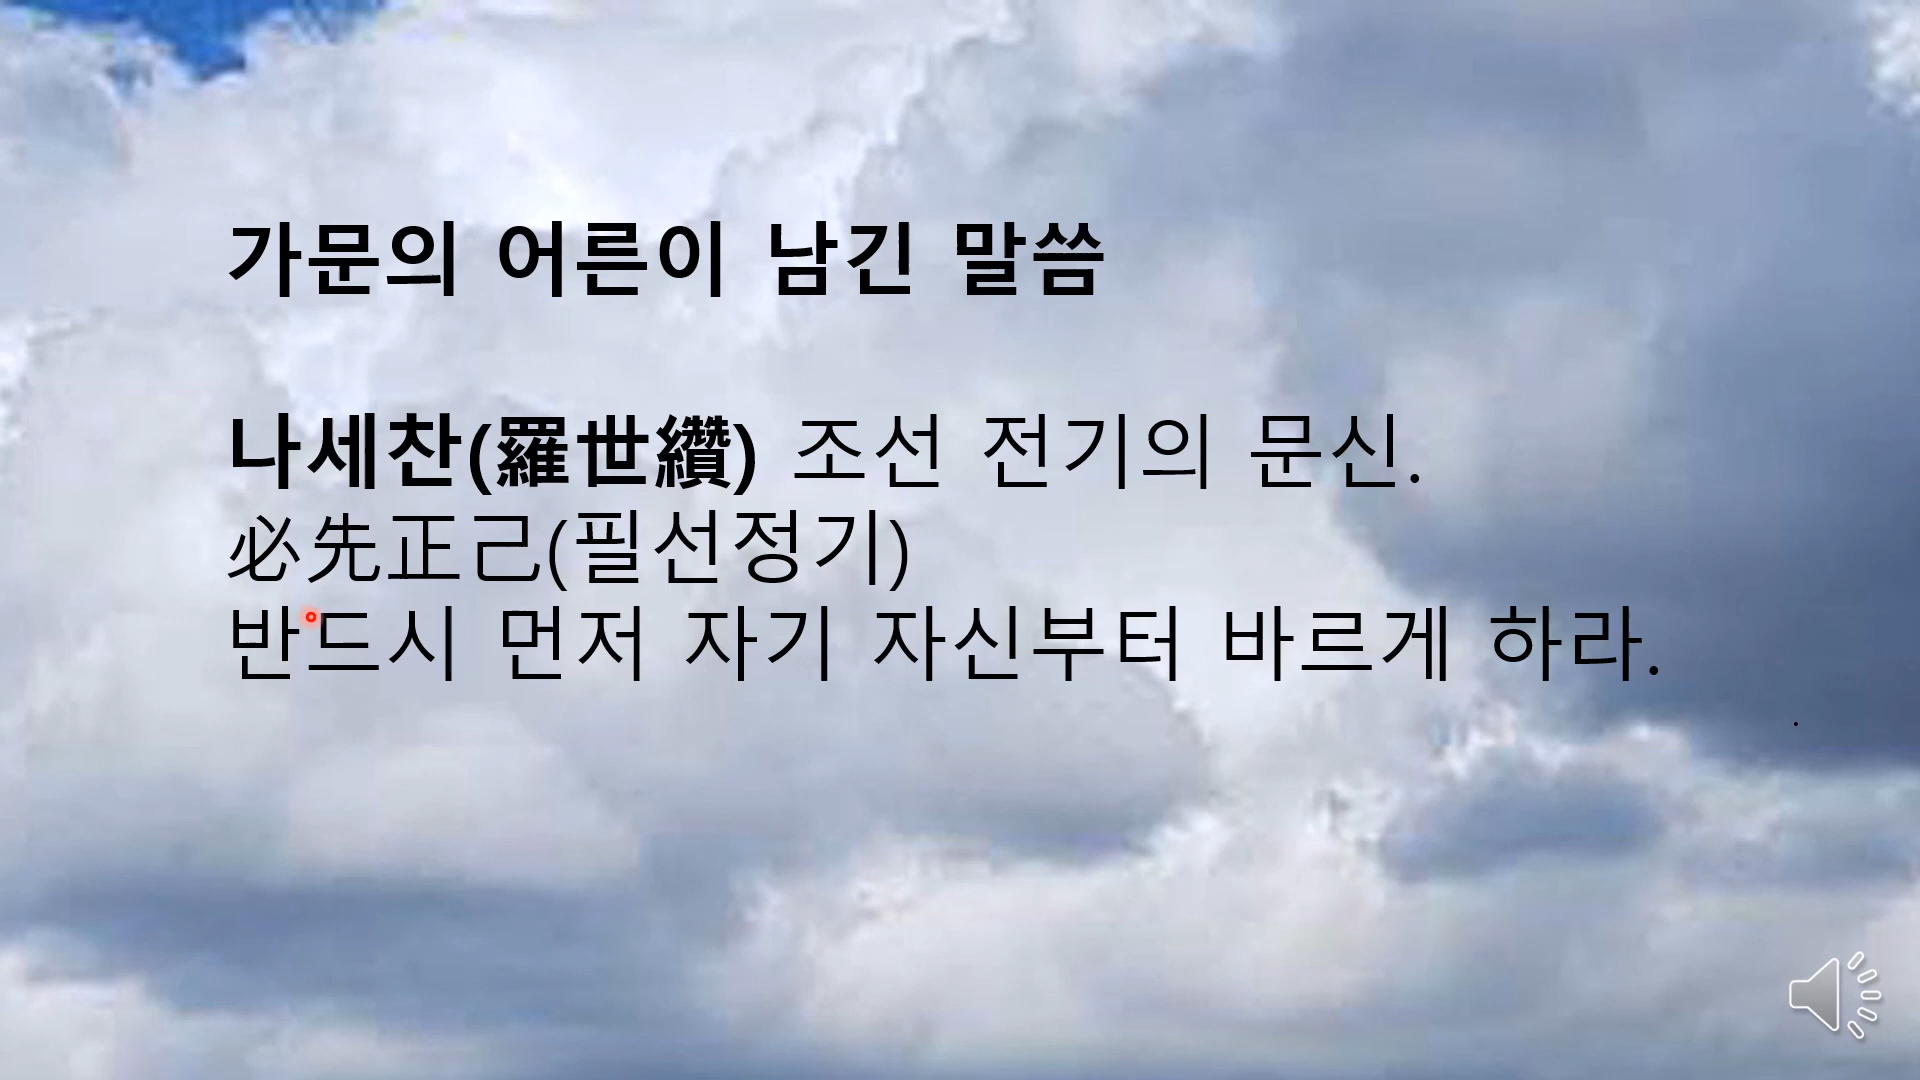 가문의 어른이 남긴 말씀
나세찬(羅世纘) 조선 전기의 문신.
必先正己(필선정기)
반드시 먼저 자기 자신부터 바르게 하라.
.